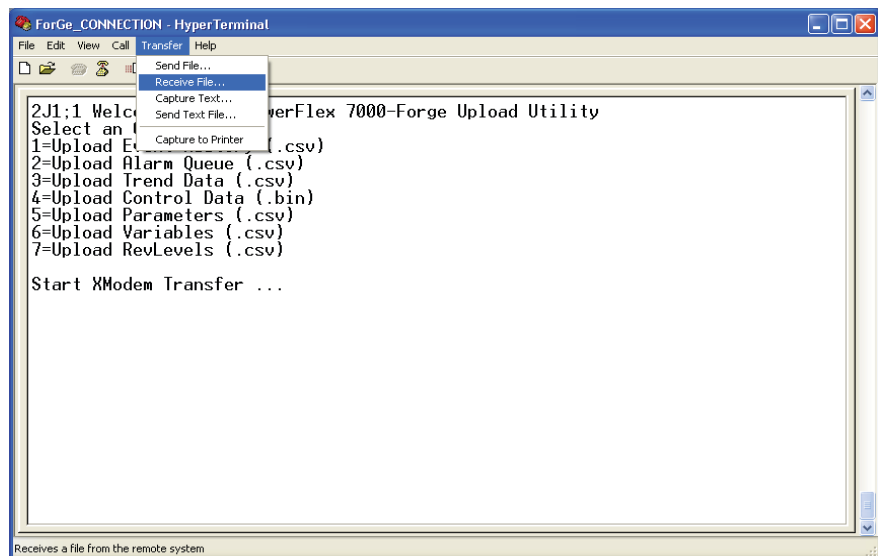 ForGe_CONNECTION - HyperTerminal
File Edit View Call Transfer Help
Send File...
Receive File...
Capture Text...
Send Text File...
Capture to Printer
2J1;1 Welc werFlex 7000-Forge Upload Utility
Select an
1=Upload E (.csv)
2=Upload Alarm Queue (.csv)
3=Upload Trend Data (.csv)
4=Upload Control Data (.bin)
5=Upload Parameters (.csv)
6=Upload Variables (.csv)
7=Upload RevLevels (.csv)
Start XModem Transfer ...
Receives a file from the remote system